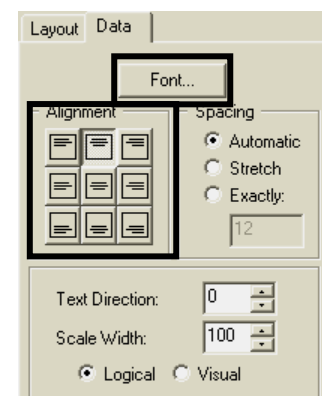 Layout Data
Font...
Alignment
Spacing
Automatic
Stretch
Exactly:
12
Text Direction: 0
Scale Width: 100
Logical Visual